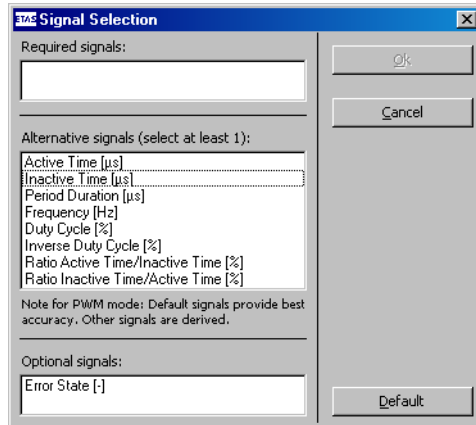 ETAS Signal Selection
Required signals:
Ok
Cancel
Alternative signals (select at least 1):
Active Time [µs]
Inactive Time [µs]
Period Duration [µs]
Frequency [Hz]
Duty Cycle [%]
Inverse Duty Cycle [%]
Ratio Active Time/Inactive Time [%]
Ratio Inactive Time/Active Time [%]
Note for PWM mode: Default signals provide best
accuracy. Other signals are derived.
Optional signals:
Error State [-]
Default